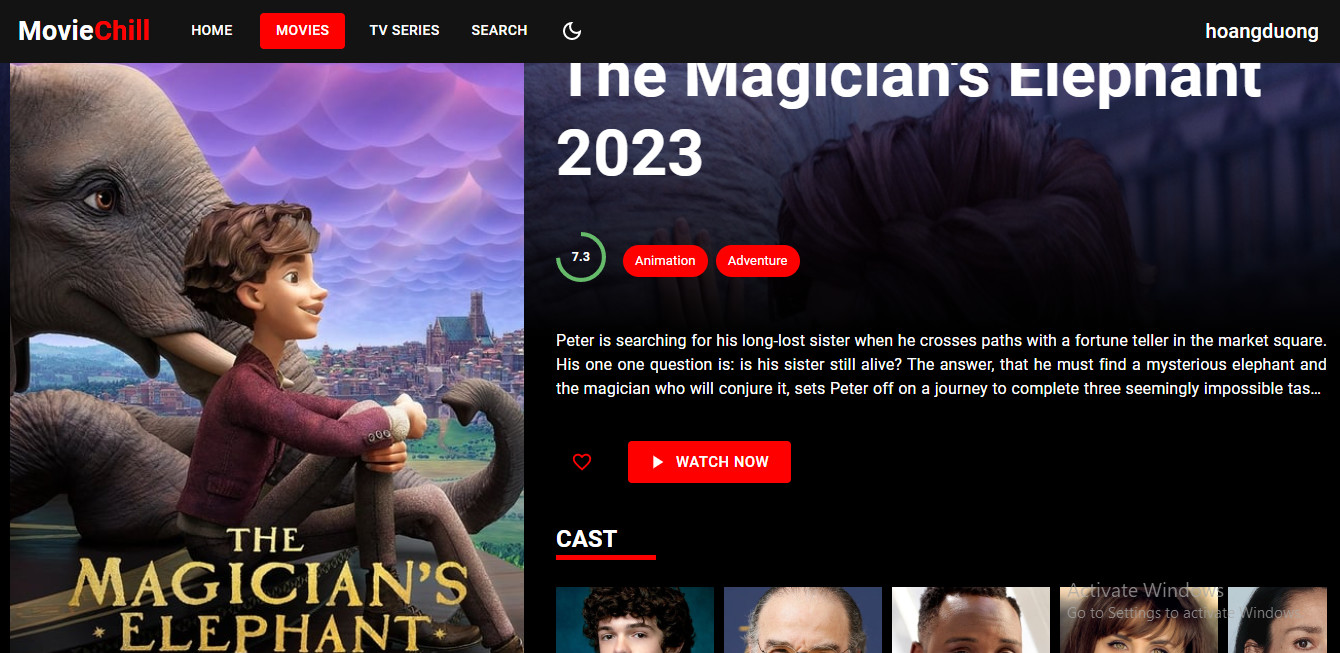 MovieChill HOME MOVIES TV SERIES SEARCH hoangduong
The Magician's Elephant
2023
7.3 Animation Adventure
Peter is searching for his long-lost sister when he crosses paths with a fortune teller in the market square.
His one one question is: is his sister still alive? The answer, that he must find a mysterious elephant and
the magician who will conjure it, sets Peter off on a journey to complete three seemingly impossible tas...
WATCH NOW
CAST
THE
MAGICIAN'S
ELEPHANT
Activate Windows
Go to Settings to activate Windows.